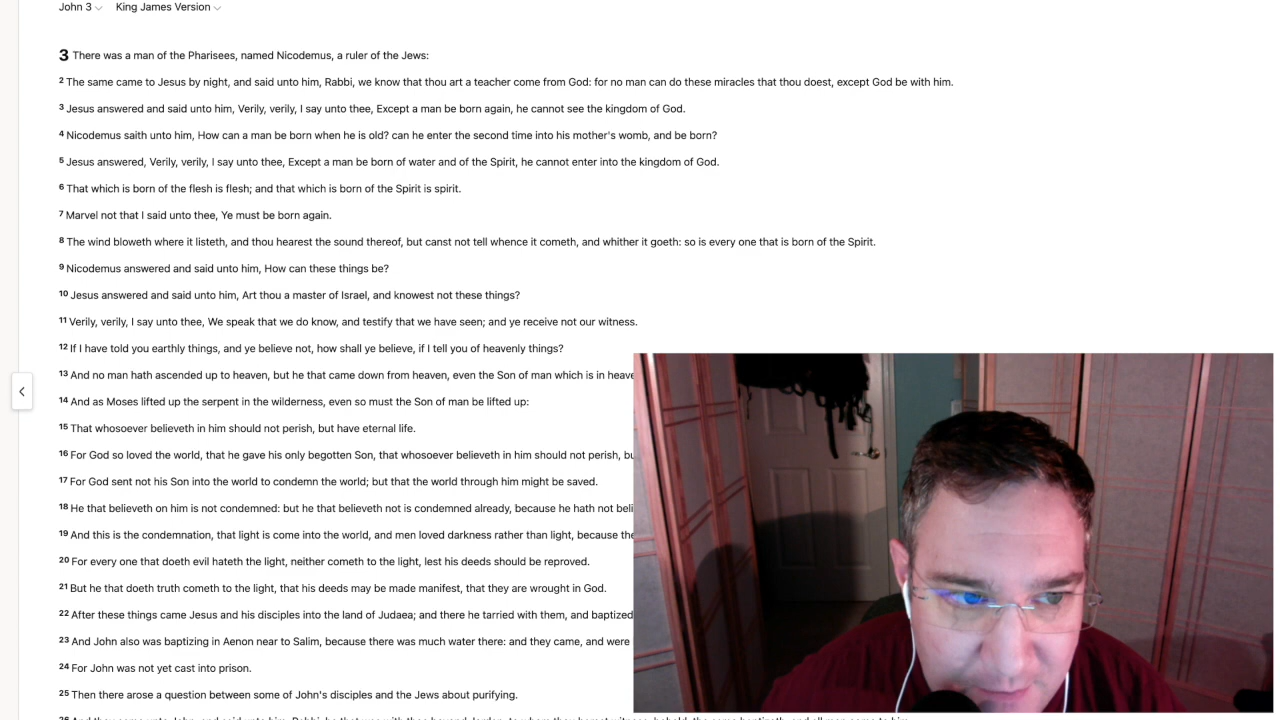 John 3 King James Version
3 There was a man of the Pharisees, named Nicodemus, a ruler of the Jews:
2 The same came to Jesus by night, and said unto him, Rabbi, we know that thou art a teacher come from God: for no man can do these miracles that thou doest, except God be with him.
3 Jesus answered and said unto him, Verily, verily, I say unto thee, Except a man be born again, he cannot see the kingdom of God.
4 Nicodemus saith unto him, How can a man be born when he is old? can he enter the second time into his mother's womb, and be born?
5 Jesus answered, Verily, verily, I say unto thee, Except a man be born of water and of the Spirit, he cannot enter into the kingdom of God.
6 That which is born of the flesh is flesh; and that which is born of the Spirit is spirit.
7 Marvel not that I said unto thee, Ye must be born again.
8 The wind bloweth where it listeth, and thou hearest the sound thereof, but canst not tell whence it cometh, and whither it goeth: so is every one that is born of the Spirit.
9 Nicodemus answered and said unto him, How can these things be?
10 Jesus answered and said unto him, Art thou a master of Israel, and knowest not these things?
11 Verily, verily, I say unto thee, We speak that we do know, and testify that we have seen; and ye receive not our witness.
12 If I have told you earthly things, and ye believe not, how shall ye believe, if I tell you of heavenly things?
13 And no man hath ascended up to heaven, but he that came down from heaven, even the Son of man which is in
14 And as Moses lifted up the serpent in the wilderness, even so must the Son of man be lifted up:
15 That whosoever believeth in him should not perish, but have eternal life.
16 For God so loved the world, that he gave his only begotten Son, that whosoever believeth in him should not perish,
17 For God sent not his Son into the world to condemn the world; but that the world through him might be saved.
18 He that believeth on him is not condemned: but he that believeth not is condemned already, because he hath not
19 And this is the condemnation, that light is come into the world, and men loved darkness rather than light, because
20 For every one that doeth evil hateth the light, neither cometh to the light, lest his deeds should be reproved.
21 But he that doeth truth cometh to the light, that his deeds may be made manifest, that they are wrought in God.
22 After these things came Jesus and his disciples into the land of Judaea; and there he tarried with them, and baptized
23 And John also was baptizing in Aenon near to Salim, because there was much water there: and they came, and were
24 For John was not yet cast into prison.
25 Then there arose a question between some of John's disciples and the Jews about purifying.